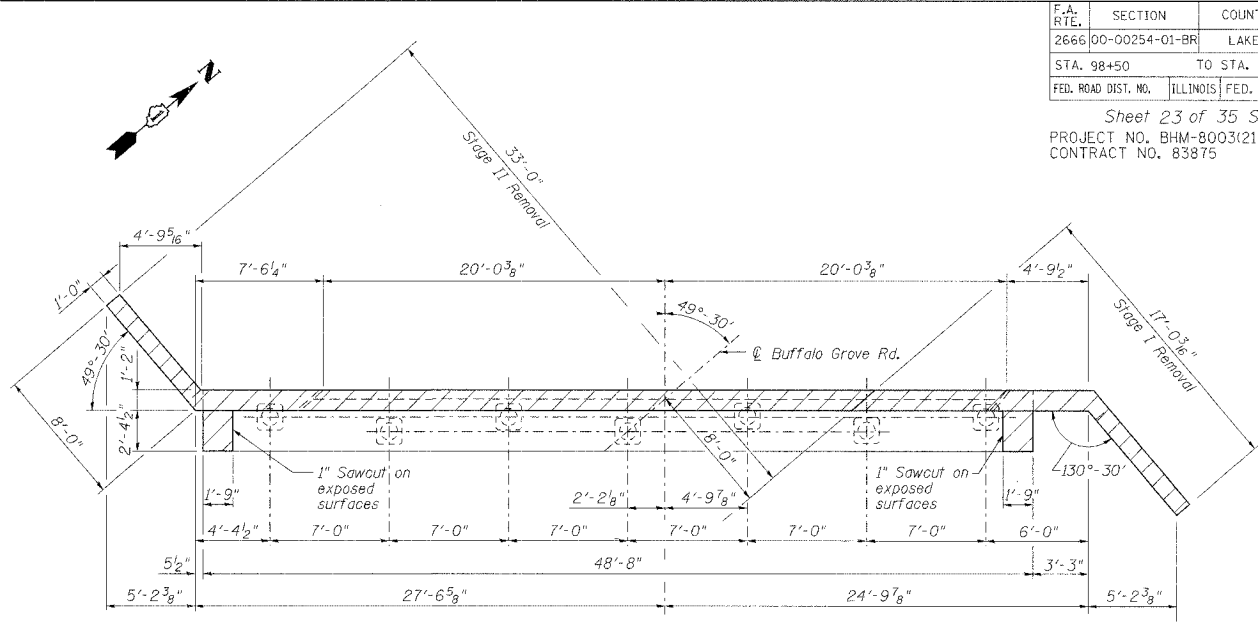 F.A. RTE. SECTION COUNT
2666 00-00254-01-BR LAKE
STA. 98+50 TO STA.
FED. ROAD DIST. NO. ILLINOIS FED.
Sheet 23 of 35 S
PROJECT NO. BHM-8003(21
CONTRACT NO. 83875
N
33'-0"
Stage II Removal
17'-0 3/16"
Stage I Removal
4'-9 5/16"
7'-6 1/4" 20'-0 3/8" 20'-0 3/8" 4'-9 1/2"
1'-0"
49°-30'
49°-30'
℄ Buffalo Grove Rd.
1'-2"
2'-4 1/2"
8'-0"
8'-0"
130°-30'
1" Sawcut on
exposed
surfaces
1" Sawcut on
exposed
surfaces
1'-9" 2'-2 1/8" 4'-9 7/8" 1'-9"
4'-4 1/2" 7'-0" 7'-0" 7'-0" 7'-0" 7'-0" 7'-0" 6'-0"
5 1/2" 48'-8" 3'-3"
5'-2 3/8" 27'-6 5/8" 24'-9 7/8" 5'-2 3/8"